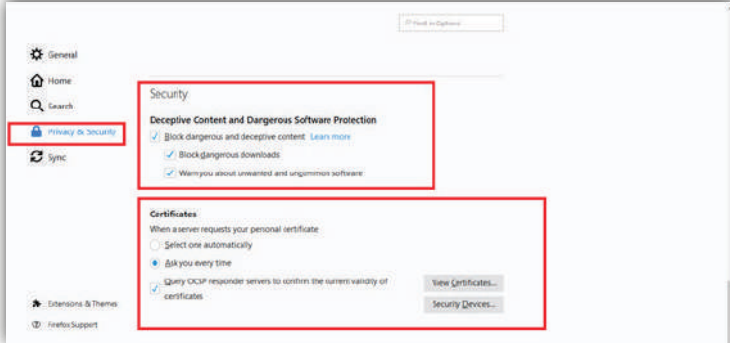 Find in Options
General
Home
Search
Privacy & Security
Sync
Security
Deceptive Content and Dangerous Software Protection
Block dangerous and deceptive content Learn more
Block dangerous downloads
Warn you about unwanted and uncommon software
Certificates
When a server requests your personal certificate
Select one automatically
Ask you every time
Query OCSP responder servers to confirm the current validity of
certificates
View Certificates...
Security Devices...
Extensions & Themes
Firefox Support